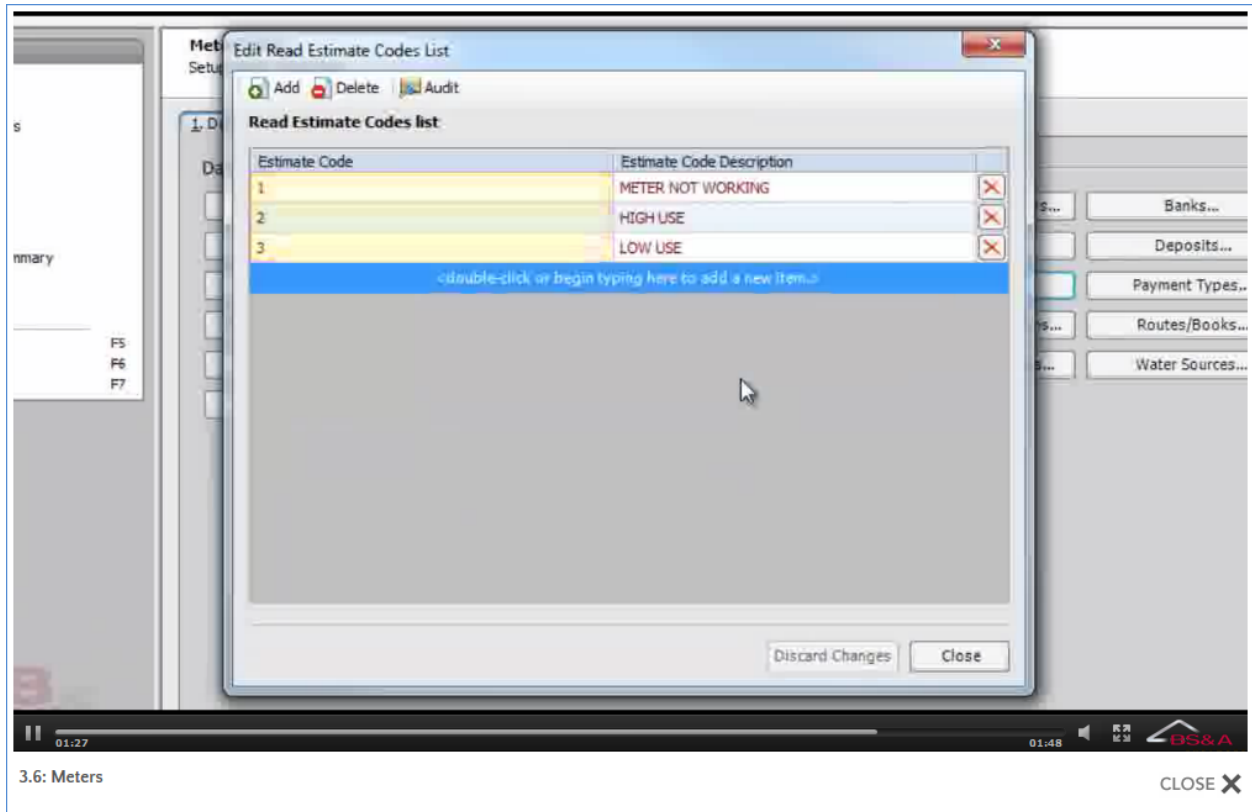 Met
Setu
Edit Read Estimate Codes List
Add Delete Audit
Read Estimate Codes list
Estimate Code Estimate Code Description
1 METER NOT WORKING
2 HIGH USE
3 LOW USE
<double-click or begin typing here to add a new item.>
Discard Changes Close
s
nmary
F5
F6
F7
1. D
Da
s...
Banks...
Deposits...
Payment Types...
Routes/Books...
Water Sources...
01:27
01:48
BS&A
3.6: Meters
CLOSE